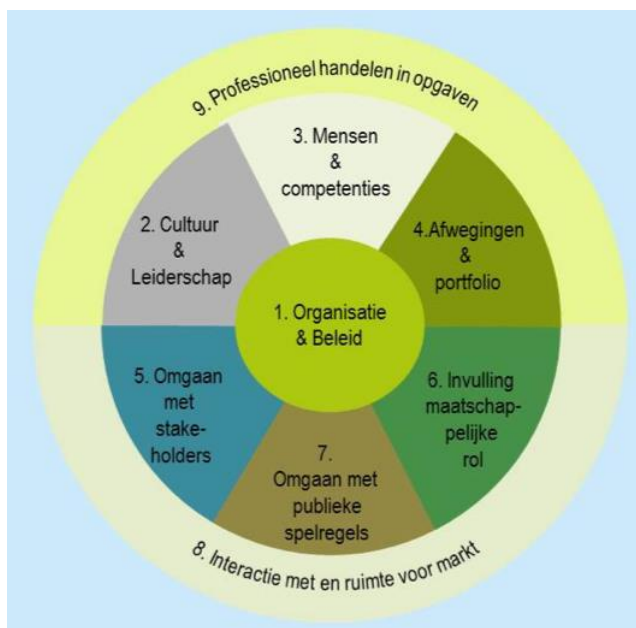 9. Professioneel handelen in opgaven
3. Mensen
&
competenties
2. Cultuur
&
Leiderschap
4.Afwegingen
&
portfolio
1. Organisatie
& Beleid
5. Omgaan
met
stake-
holders
6. Invulling
maatschap-
pelijke
rol
7.
Omgaan met
publieke
spelregels
8. Interactie met en ruimte voor markt